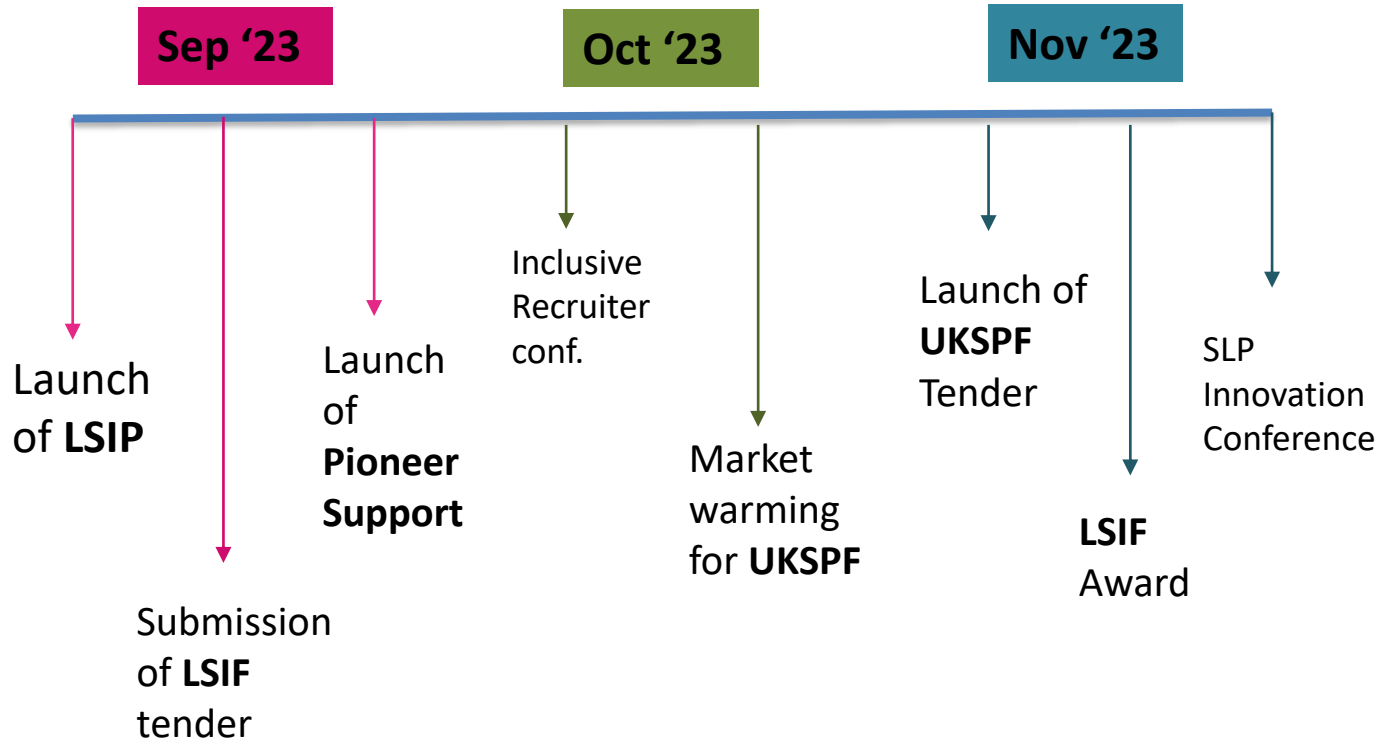 Sep ‘23
Oct ‘23
Nov ‘23
Launch
of LSIP
Submission
of LSIF
tender
Launch
of
Pioneer
Support
Inclusive
Recruiter
conf.
Market
warming
for UKSPF
Launch of
UKSPF
Tender
LSIF
Award
SLP
Innovation
Conference